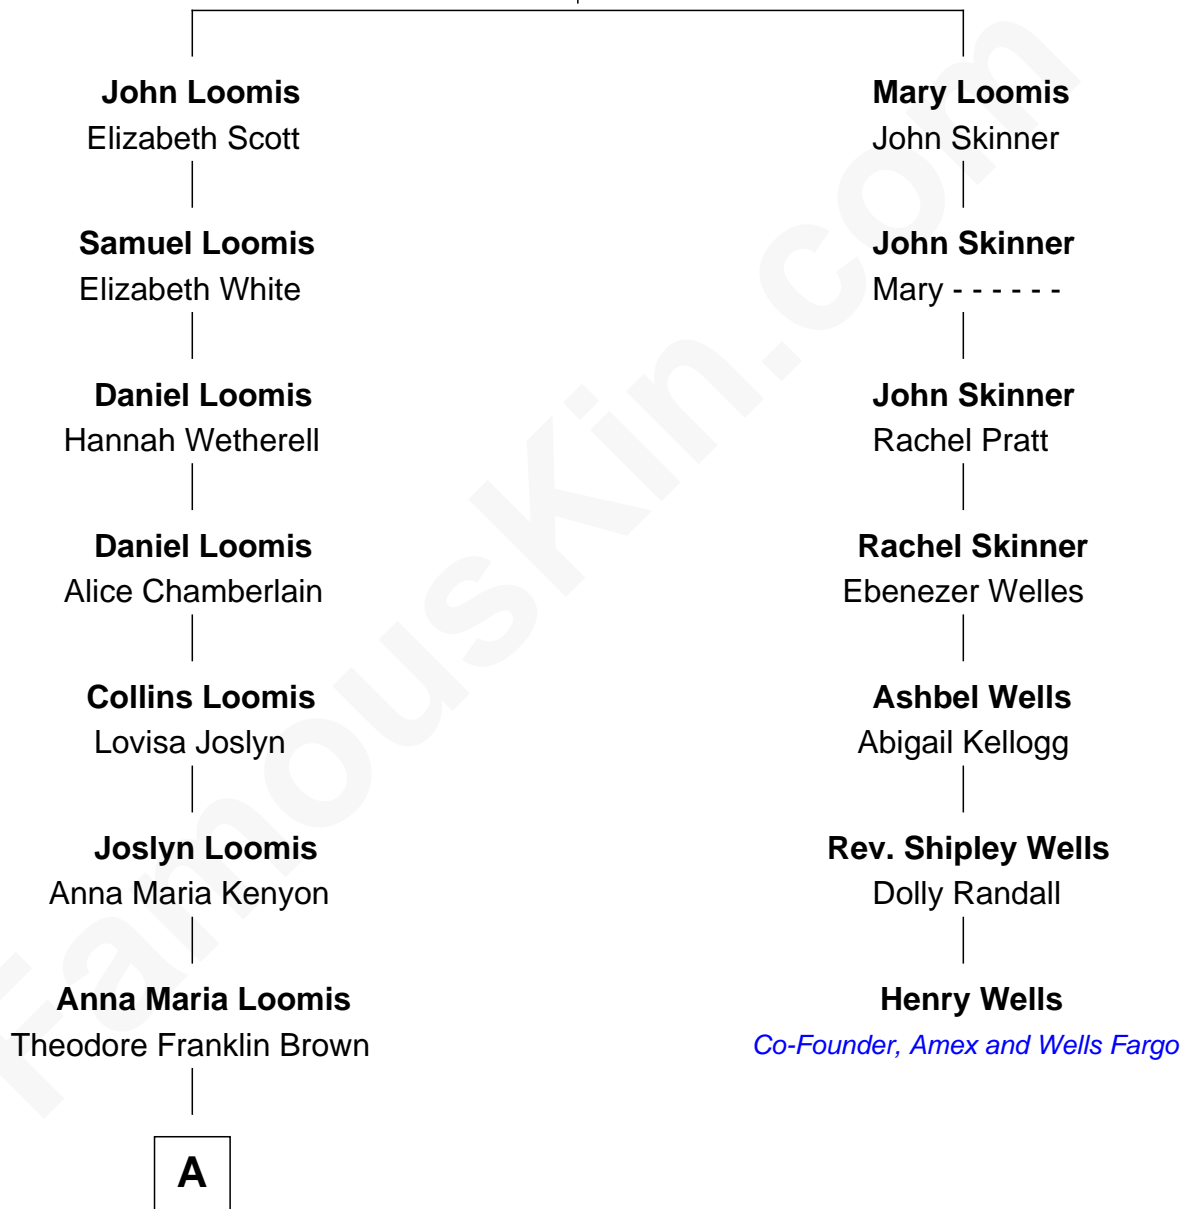 John Loomis
Elizabeth Scott
Samuel Loomis
Elizabeth White
Daniel Loomis
Hannah Wetherell
Daniel Loomis
Alice Chamberlain
Collins Loomis
Lovisa Joslyn
Joslyn Loomis
Anna Maria Kenyon
Anna Maria Loomis
Theodore Franklin Brown
A
Mary Loomis
John Skinner
John Skinner
Mary - - - - - -
John Skinner
Rachel Pratt
Rachel Skinner
Ebenezer Welles
Ashbel Wells
Abigail Kellogg
Rev. Shipley Wells
Dolly Randall
Henry Wells
Co-Founder, Amex and Wells Fargo
FamousKin.com